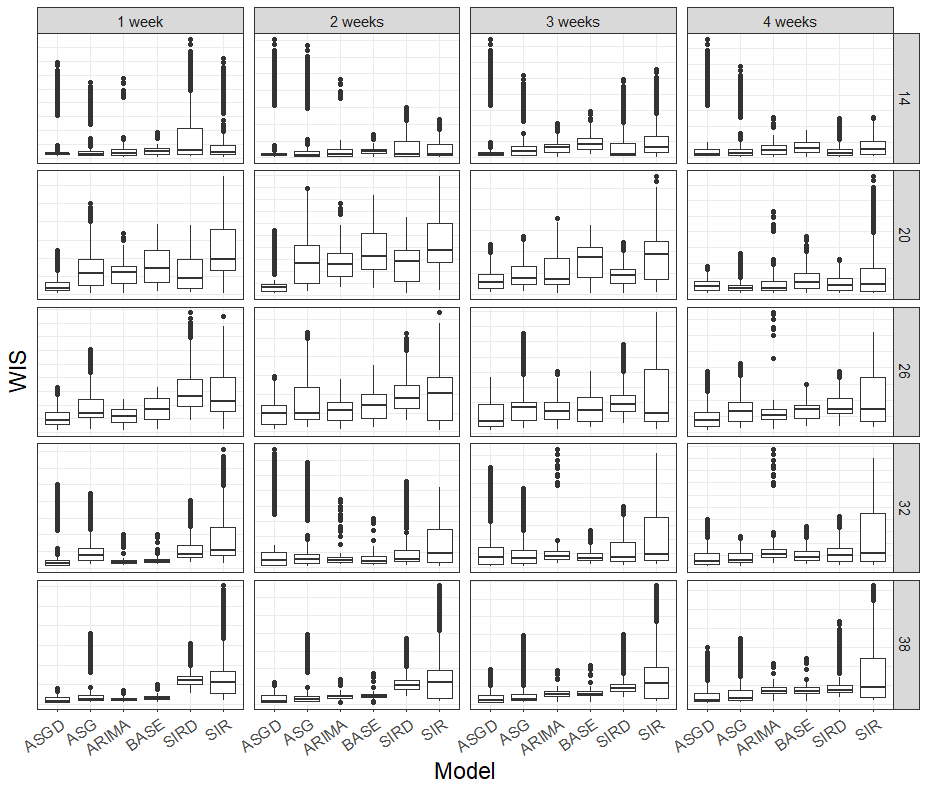 1 week 2 weeks 3 weeks 4 weeks
14
20
26
32
38
WIS
ASGD ASG ARIMA BASE SIRD SIR ASGD ASG ARIMA BASE SIRD SIR ASGD ASG ARIMA BASE SIRD SIR ASGD ASG ARIMA BASE SIRD SIR
Model